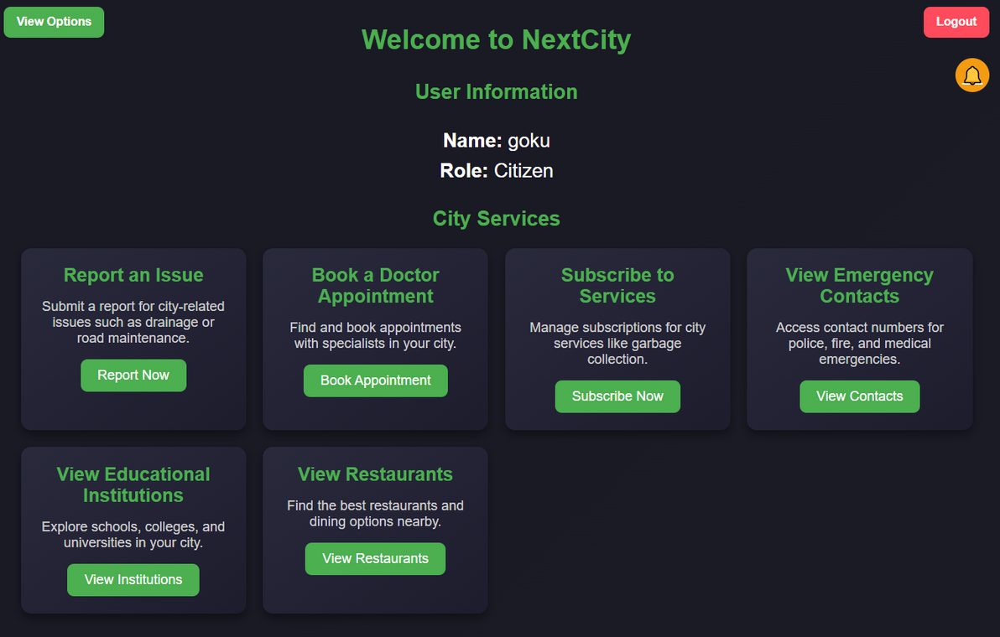 View Options
Logout
Welcome to NextCity
User Information
Name: goku
Role: Citizen
City Services
Report an Issue
Submit a report for city-related
issues such as drainage or
road maintenance.
Report Now
Book a Doctor
Appointment
Find and book appointments
with specialists in your city.
Book Appointment
Subscribe to
Services
Manage subscriptions for city
services like garbage
collection.
Subscribe Now
View Emergency
Contacts
Access contact numbers for
police, fire, and medical
emergencies.
View Contacts
View Educational
Institutions
Explore schools, colleges, and
universities in your city.
View Institutions
View Restaurants
Find the best restaurants and
dining options nearby.
View Restaurants